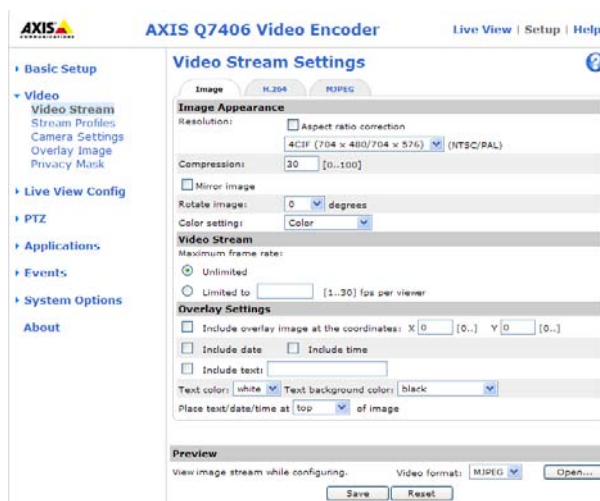 AXIS
COMMUNICATIONS
AXIS Q7406 Video Encoder
Live View | Setup | Help
Basic Setup
Video
Video Stream
Stream Profiles
Camera Settings
Overlay Image
Privacy Mask
Live View Config
PTZ
Applications
Events
System Options
About
Video Stream Settings
?
Image H.264 MJPEG
Image Appearance
Resolution: Aspect ratio correction
4CIF (704 x 480/704 x 576) (NTSC/PAL)
Compression: 30 [0..100]
Mirror image
Rotate image: 0 degrees
Color setting: Color
Video Stream
Maximum frame rate:
Unlimited
Limited to [1..30] fps per viewer
Overlay Settings
Include overlay image at the coordinates: X 0 [0..] Y 0 [0..]
Include date Include time
Include text:
Text color: white Text background color: black
Place text/date/time at top of image
Preview
View image stream while configuring. Video format: MJPEG Open...
Save Reset